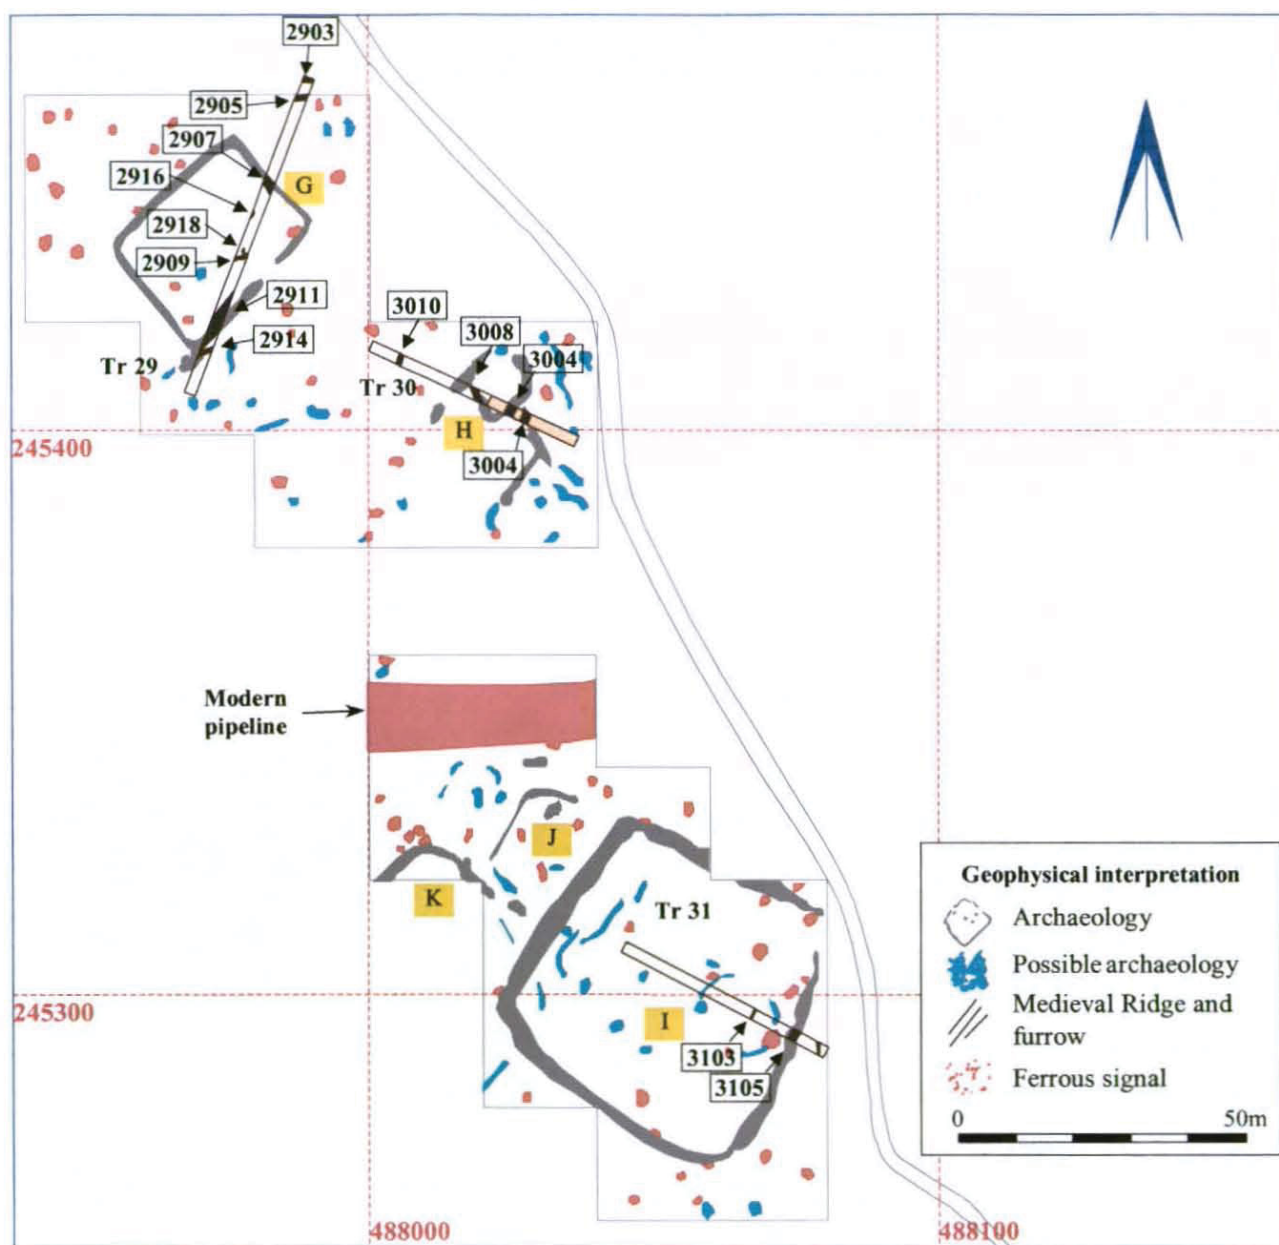 2903
2905
2907
G
2916
2918
2909
2911
2914
Tr 29
3010
3008
3004
Tr 30
H
3004
245400
Modern
pipeline
J
K
Tr 31
245300
I
3103
3105
Geophysical interpretation
Archaeology
Possible archaeology
Medieval Ridge and
furrow
Ferrous signal
0 50m
488000
488100